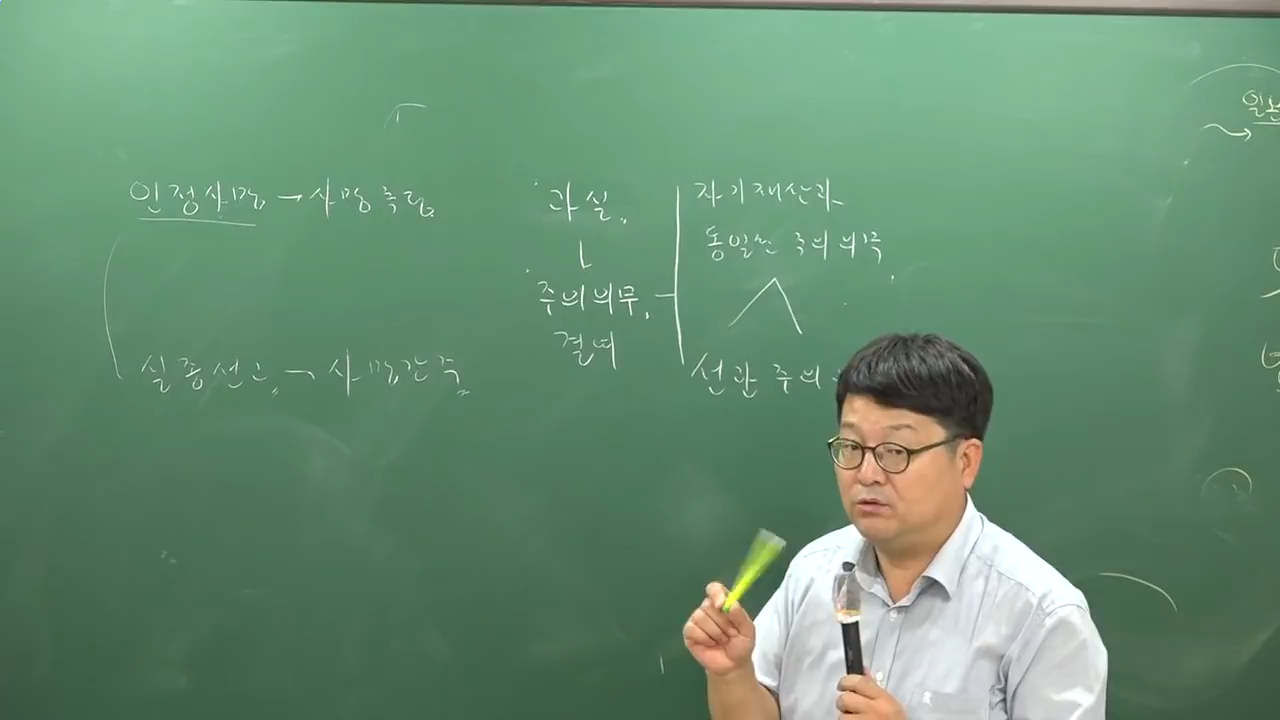 인정사망 → 사망추정
실종선고 → 사망간주
과실
주의의무
결여
자기재산과
동일한 주의의무
선관주의
일본